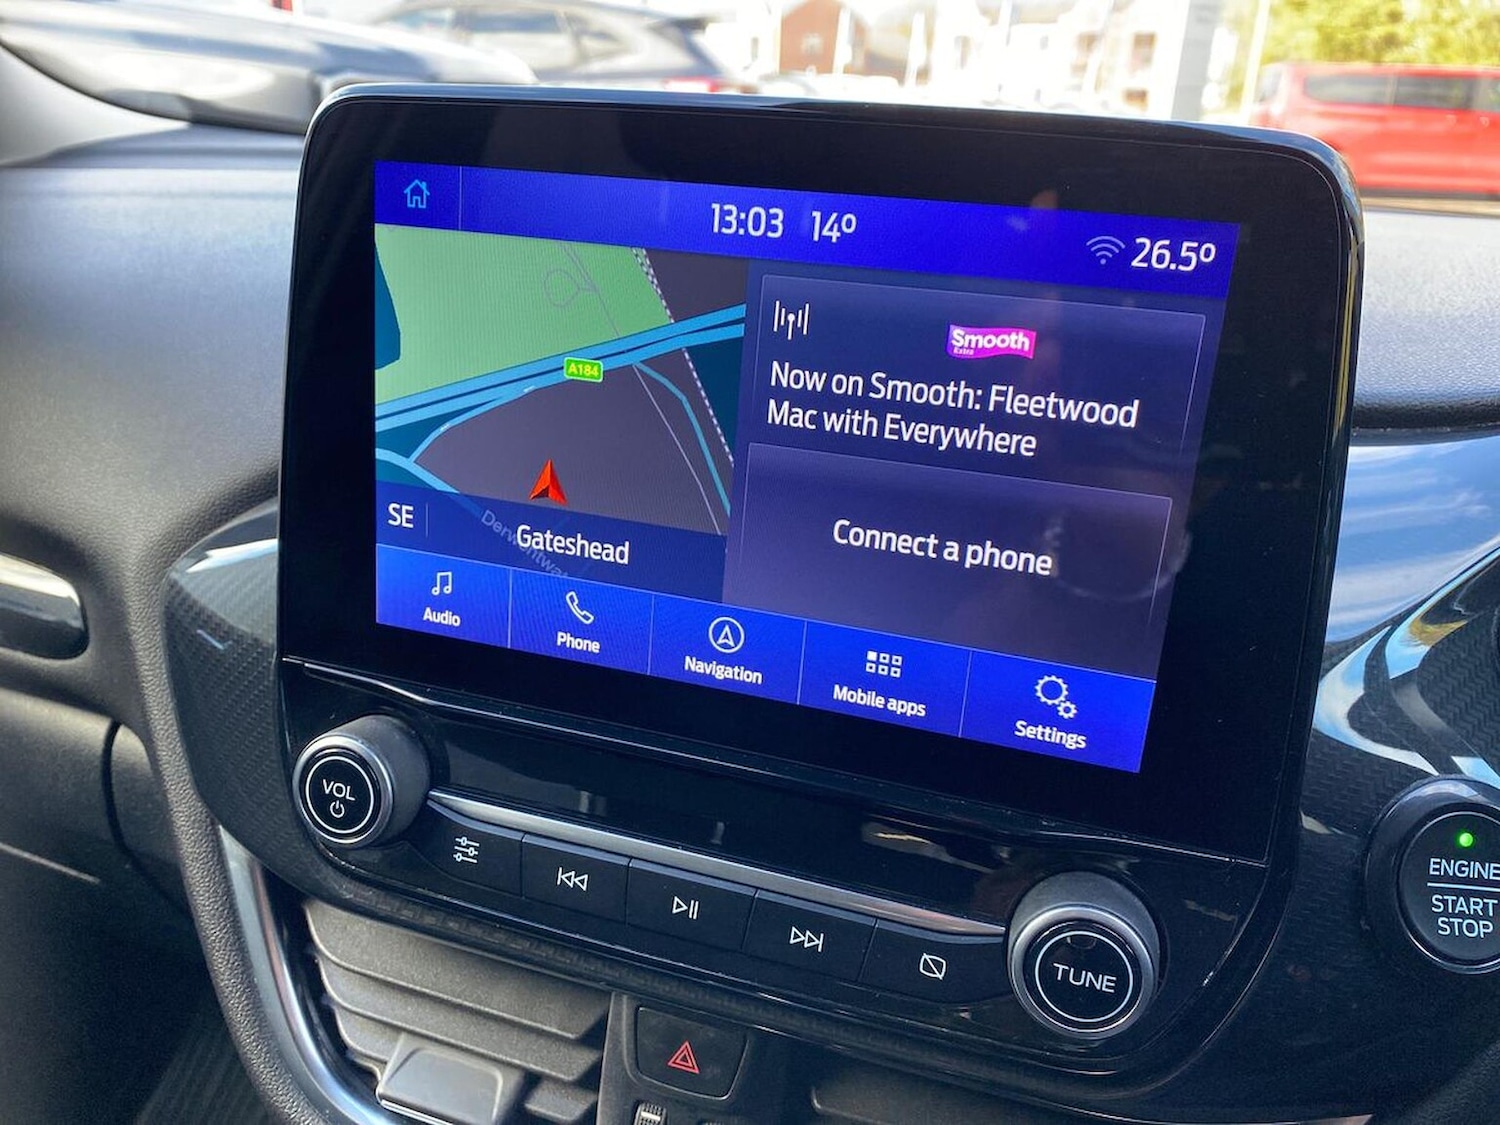 13:03 14°
26.5°
A184
Smooth
Extra
Now on Smooth: Fleetwood
Mac with Everywhere
Connect a phone
SE
Gateshead
Audio
Phone
Navigation
Mobile apps
Settings
VOL
TUNE
ENGINE
START
STOP